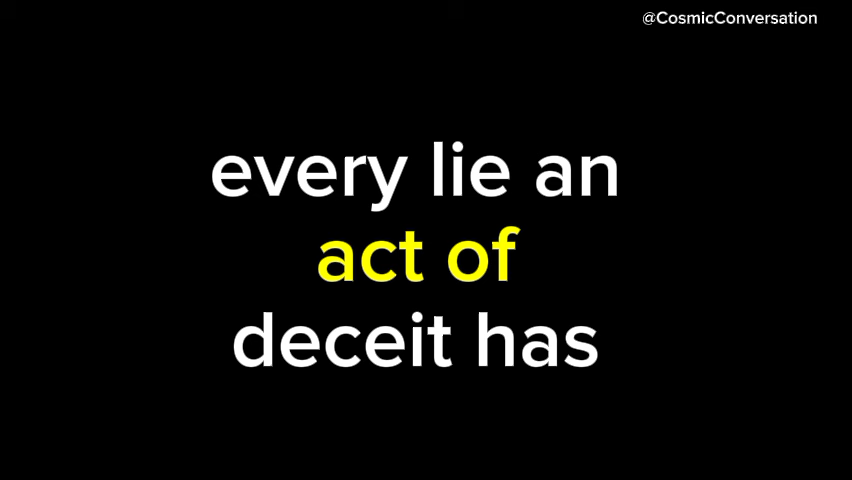 @CosmicConversation
every lie an
act of
deceit has